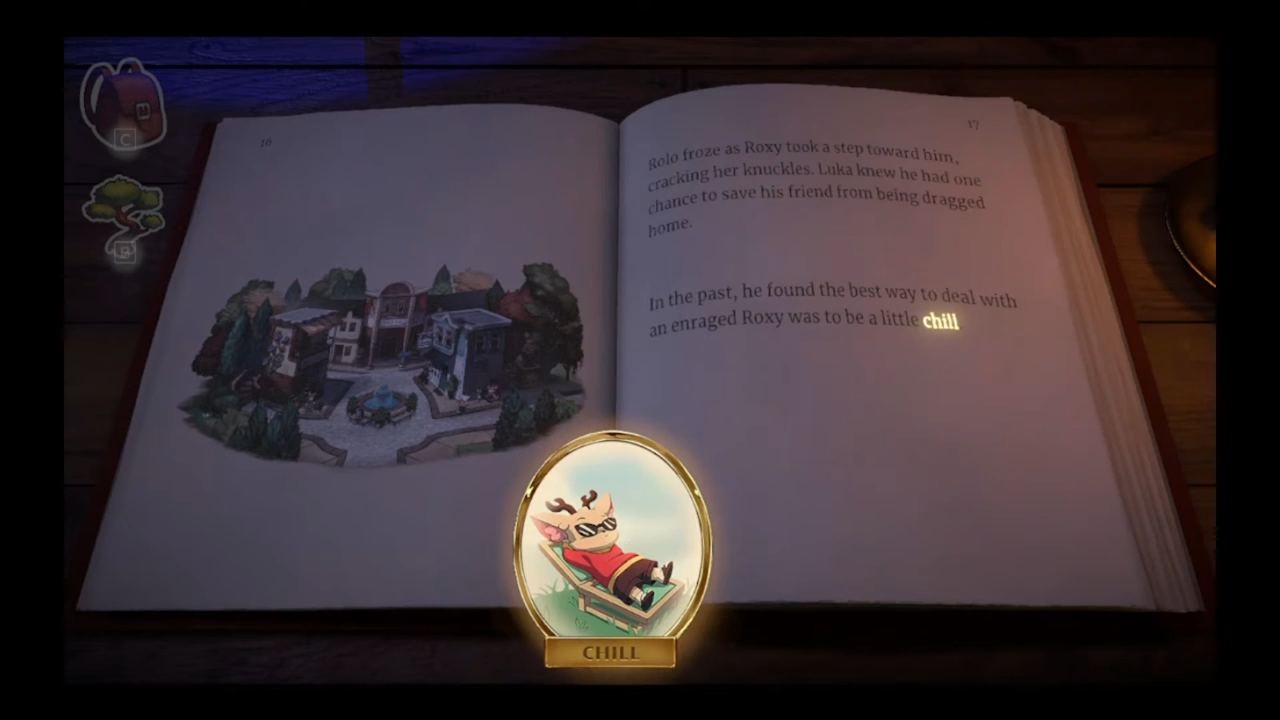 C
S
16
17
Rolo froze as Roxy took a step toward him,
cracking her knuckles. Luka knew he had one
chance to save his friend from being dragged
home.
In the past, he found the best way to deal with
an enraged Roxy was to be a little chill
CHILL